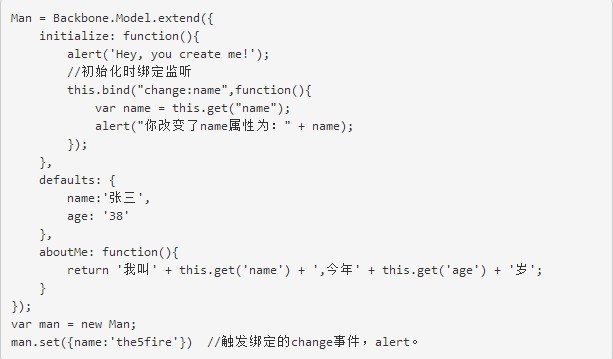 Man = Backbone.Model.extend({
    initialize: function(){
        alert('Hey, you create me!');
        //初始化时绑定监听
        this.bind("change:name",function(){
            var name = this.get("name");
            alert("你改变了name属性为：" + name);
        });
    },
    defaults: {
        name:'张三',
        age: '38'
    },
    aboutMe: function(){
        return '我叫' + this.get('name') + ',今年' + this.get('age') + '岁';
    }
});
var man = new Man;
man.set({name:'the5fire'})  //触发绑定的change事件，alert。